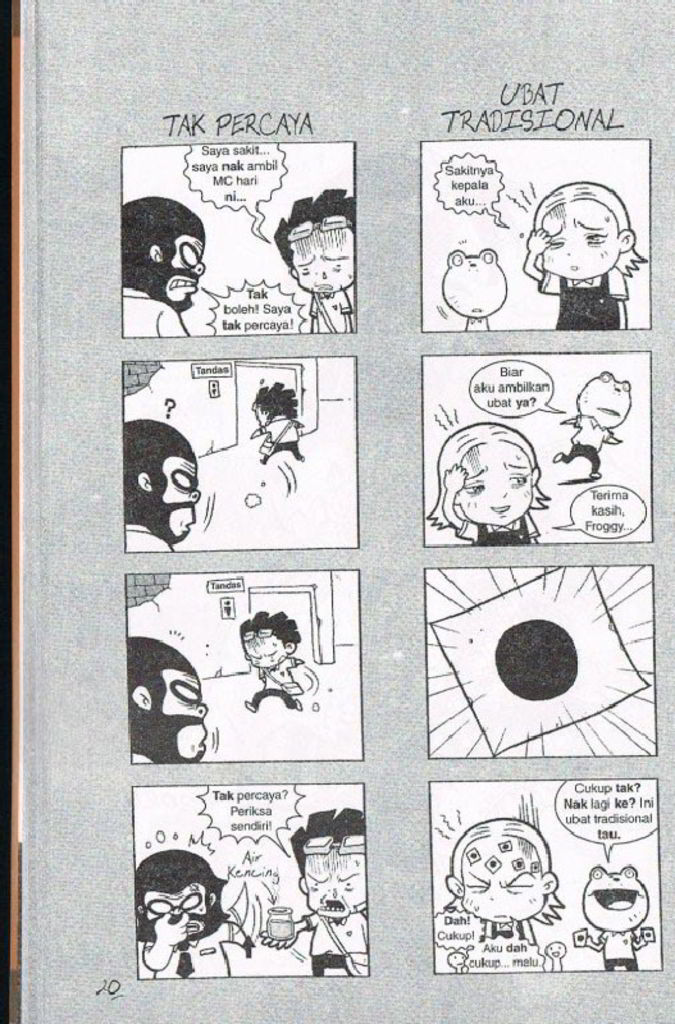 TAK PERCAYA
Saya sakit...
saya nak ambil
MC hari
ni...
Tak
boleh! Saya
tak percaya!
Tandas
?
Tandas
Tak percaya?
Periksa
sendiri!
Air
Kencing
UBAT
TRADISIONAL
Sakitnya
kepala
aku...
Biar
aku ambilkan
ubat ya?
Terima
kasih,
Froggy...
Cukup tak?
Nak lagi ke? Ini
ubat tradisional
tau.
Dah!
Cukup!
Aku dah
cukup... malu.
20